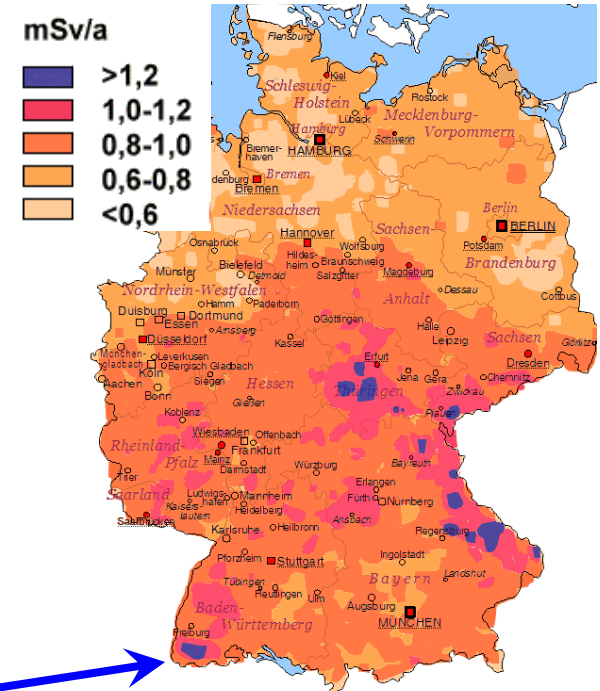 mSv/a
>1,2
1,0-1,2
0,8-1,0
0,6-0,8
<0,6
Flensburg
Kiel
Schleswig-
Holstein
Rostock
Lübeck
Mecklenburg-
Vorpommern
Hamburg
HAMBURG
Schwerin
Bremer-
haven
denburg
Bremen
Bremen
Niedersachsen
Berlin
BERLIN
Hannover
Sachsen-
Potsdam
Osnabrück
Wolfsburg
Hildes-
heim
Braunschweig
Salzgitter
Bielefeld
Detmold
Magdeburg
Brandenburg
Münster
Nordrhein-Westfalen
Anhalt
Dessau
Cottbus
Hamm
Paderborn
Duisburg
Dortmund
Essen
Göttingen
Halle
Leipzig
Sachsen
Görlitz
Arnsberg
Düsseldorf
Kassel
Mönchen-
gladbach
Leverkusen
Bergisch Gladbach
Köln
Erfurt
Dresden
Aachen
Siegen
Hessen
Jena
Gera
Chemnitz
Bonn
Thüringen
Zwickau
Gießen
Koblenz
Plauen
Wiesbaden
Offenbach
Frankfurt
Rheinland-
Pfalz
Mainz
Darmstadt
Würzburg
Bayreuth
Trier
Erlangen
Saarland
Ludwigs-
hafen
Mannheim
Fürth
Nürnberg
Kaisers-
lautern
Heidelberg
Saarbrücken
Ansbach
Karlsruhe
Heilbronn
Regensburg
Pforzheim
Stuttgart
Ingolstadt
Tübingen
Bayern
Landshut
Reutlingen
Ulm
Augsburg
Baden-
Württemberg
MÜNCHEN
Freiburg